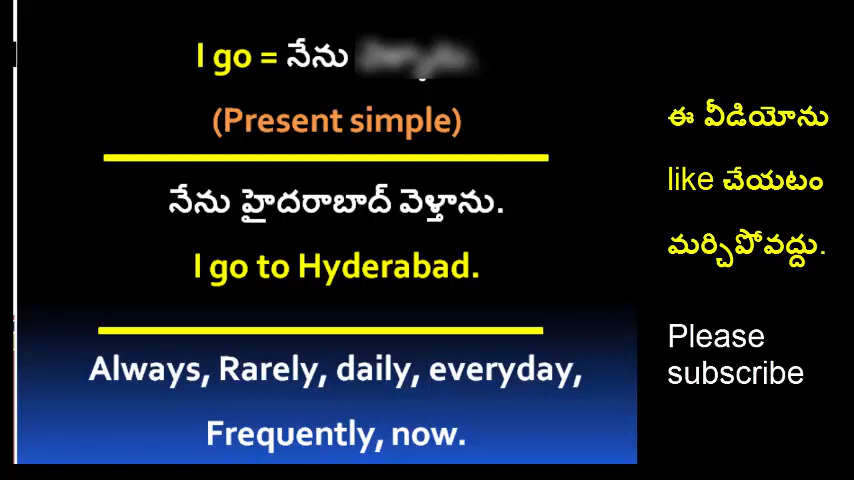 I go = నేను
(Present simple)
నేను హైదరాబాద్ వెళ్తాను.
I go to Hyderabad.
Always, Rarely, daily, everyday,
Frequently, now.
ఈ వీడియోను
like చేయటం
మర్చిపోవద్దు.
Please
subscribe